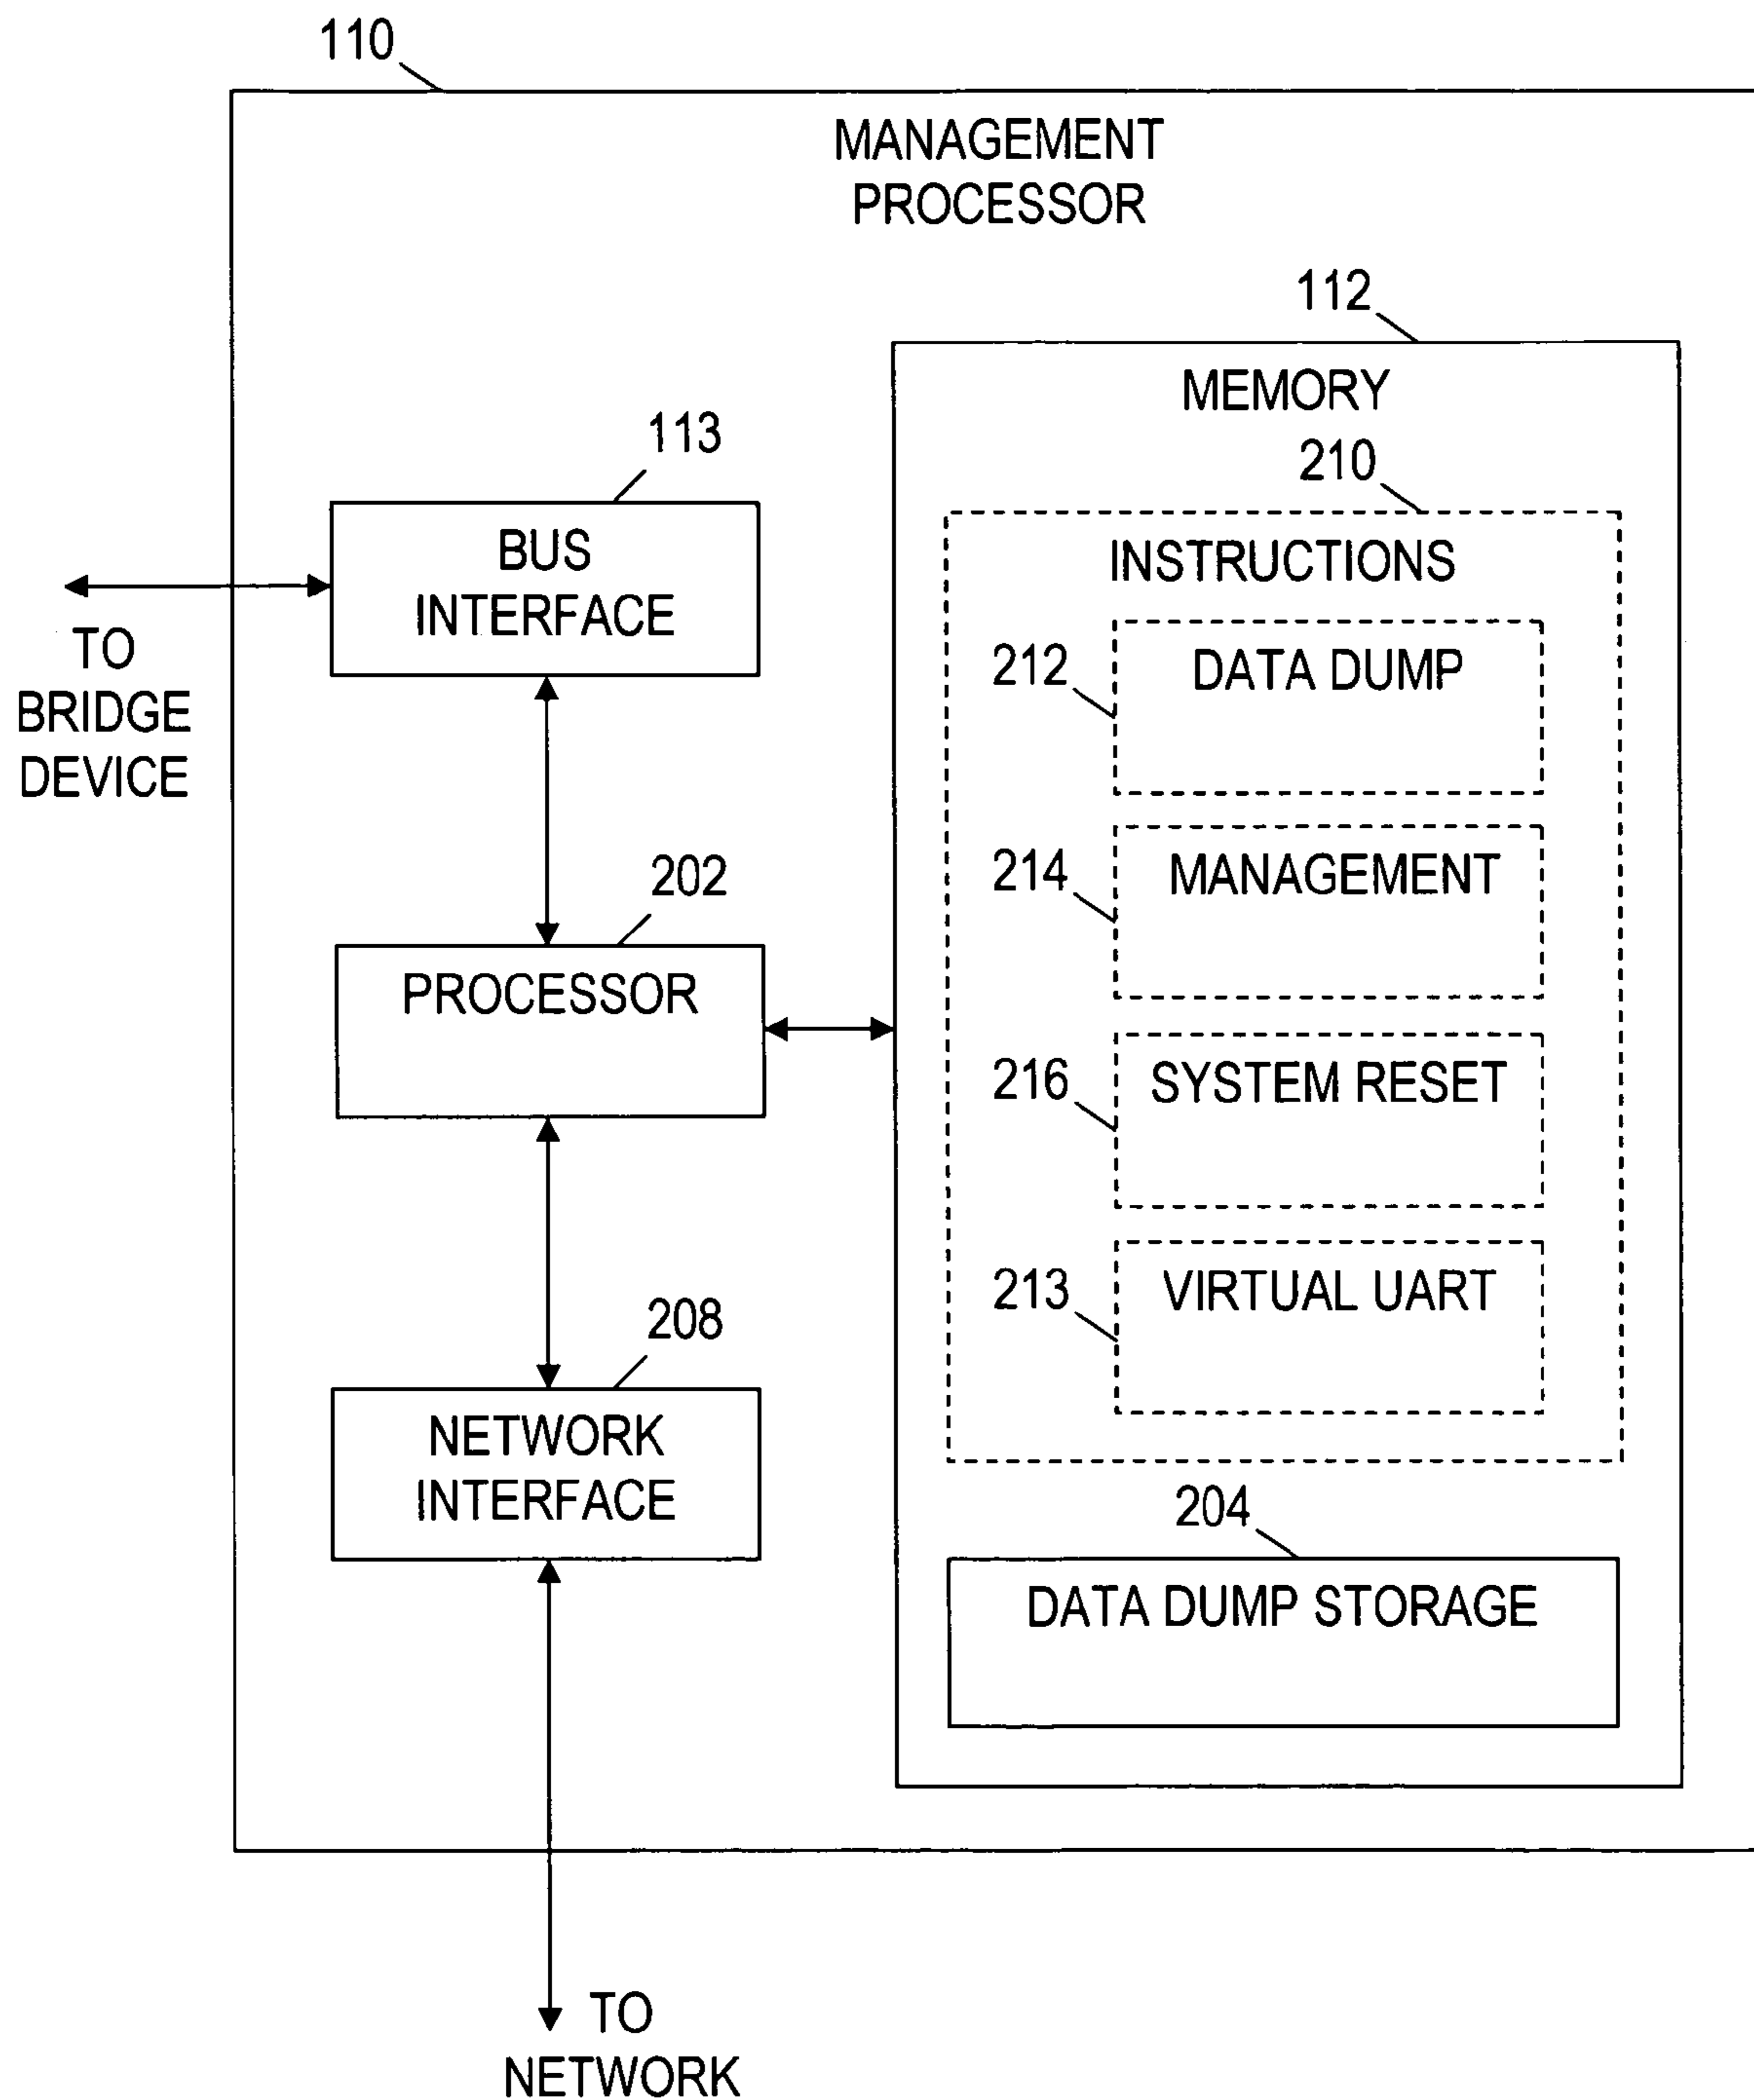 110
MANAGEMENT
PROCESSOR
112
MEMORY
113
210
BUS
INTERFACE
INSTRUCTIONS
TO
BRIDGE
DEVICE
212
DATA DUMP
202
214
MANAGEMENT
PROCESSOR
216
SYSTEM RESET
208
213
VIRTUAL UART
NETWORK
INTERFACE
204
DATA DUMP STORAGE
TO
NETWORK